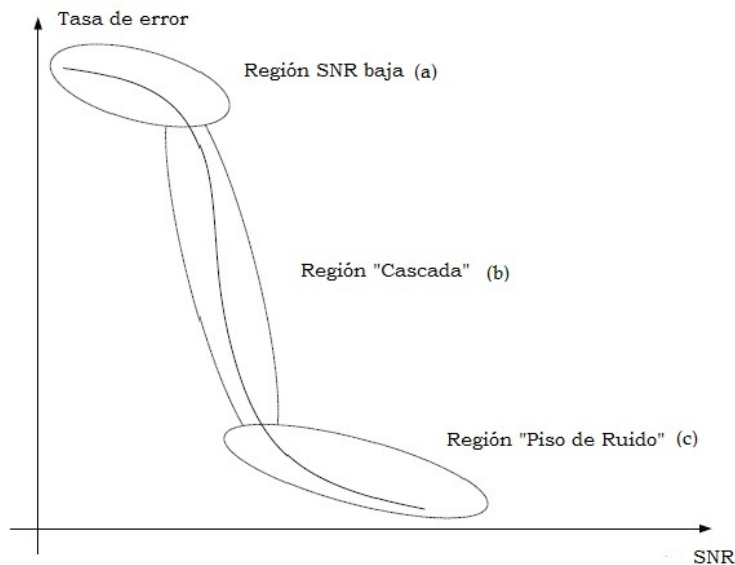 Tasa de error
Región SNR baja (a)
Región "Cascada" (b)
Región "Piso de Ruido" (c)
SNR